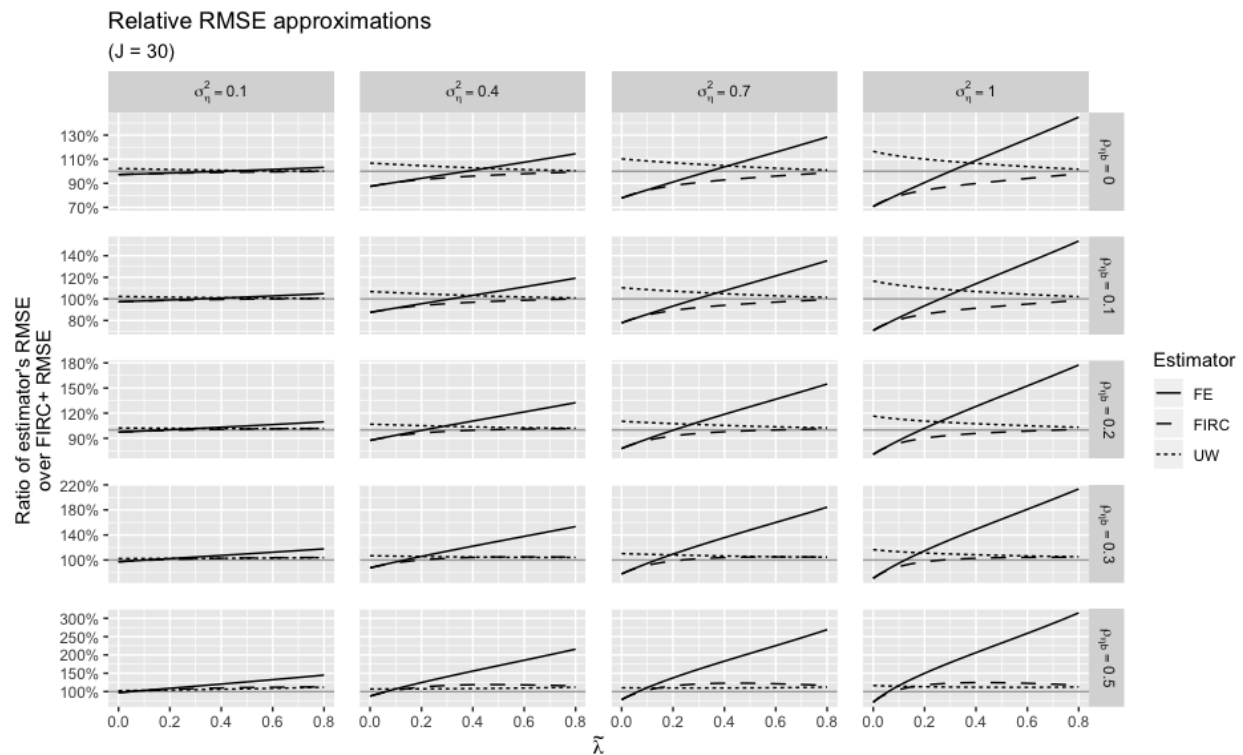 Relative RMSE approximations
(J = 30)
σ²η = 0.1
σ²η = 0.4
σ²η = 0.7
σ²η = 1
130%
110%
90%
70%
ρηb = 0
140%
120%
100%
80%
ρηb = 0.1
180%
150%
120%
90%
ρηb = 0.2
220%
180%
140%
100%
ρηb = 0.3
300%
250%
200%
150%
100%
ρηb = 0.5
0.0 0.2 0.4 0.6 0.8 0.0 0.2 0.4 0.6 0.8 0.0 0.2 0.4 0.6 0.8 0.0 0.2 0.4 0.6 0.8
λ̃
Ratio of estimator's RMSE
over FIRC+ RMSE
Estimator
FE
FIRC
UW